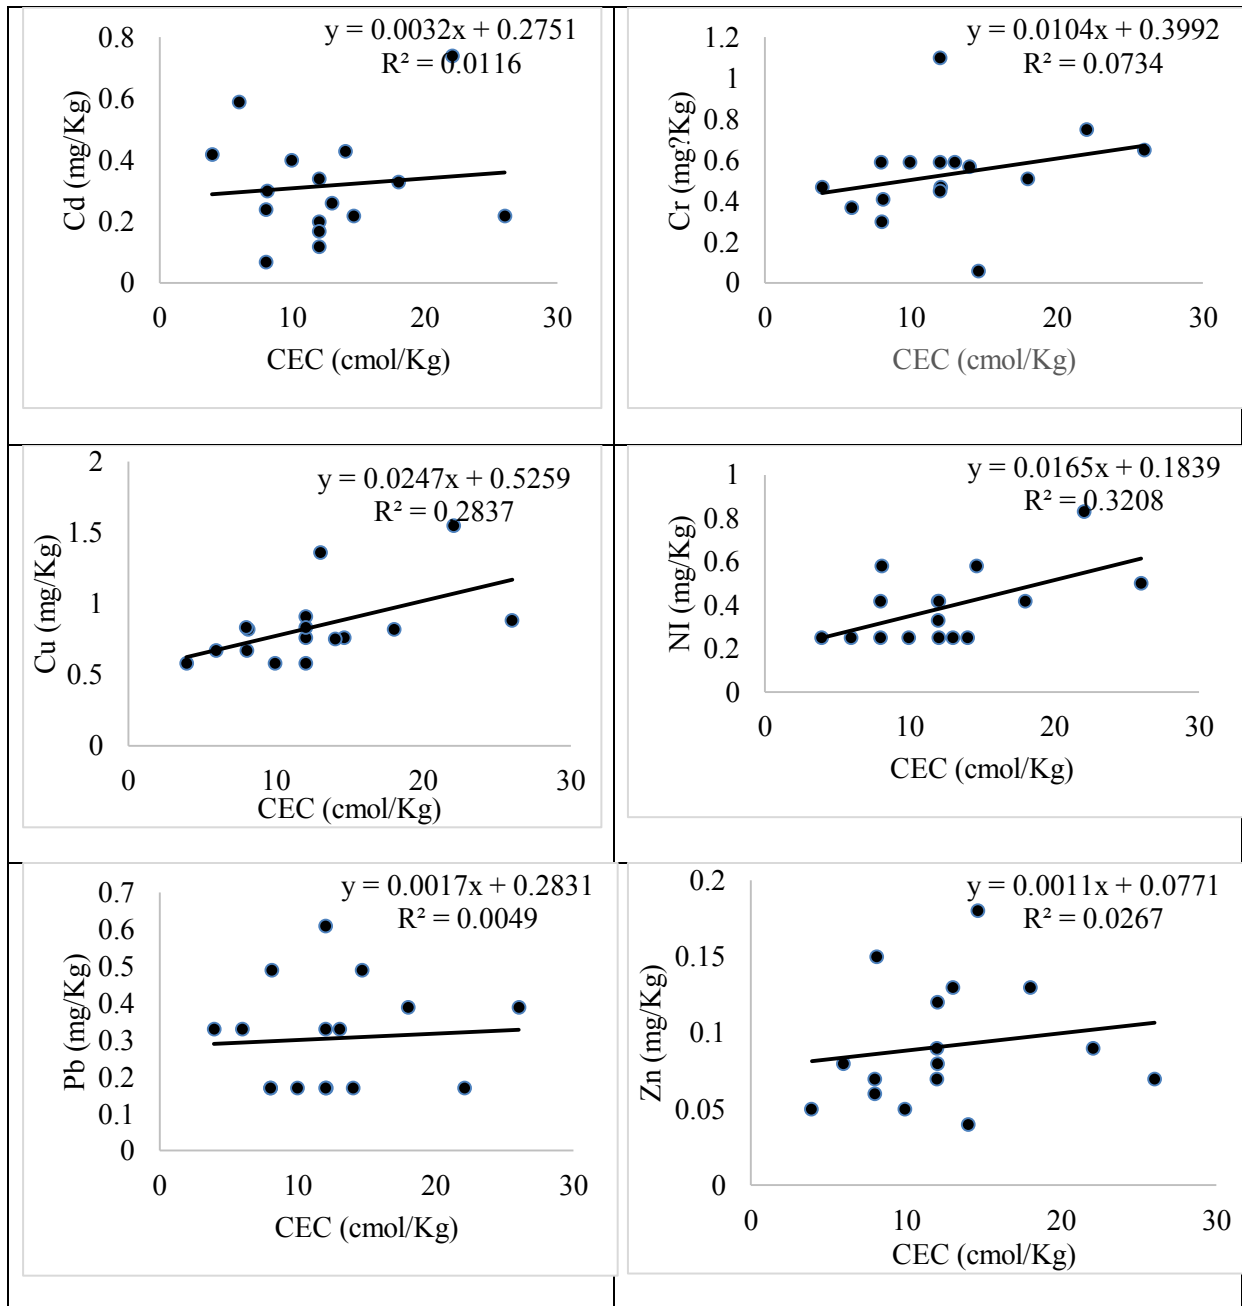 y = 0.0032x + 0.2751
R² = 0.0116
0.8
0.6
0.4
0.2
0
Cd (mg/Kg)
0 10 20 30
CEC (cmol/Kg)
y = 0.0104x + 0.3992
R² = 0.0734
1.2
1
0.8
0.6
0.4
0.2
0
Cr (mg?Kg)
0 10 20 30
CEC (cmol/Kg)
y = 0.0247x + 0.5259
R² = 0.2837
2
1.5
1
0.5
0
Cu (mg/Kg)
0 10 20 30
CEC (cmol/Kg)
y = 0.0165x + 0.1839
R² = 0.3208
1
0.8
0.6
0.4
0.2
0
NI (mg/Kg)
0 10 20 30
CEC (cmol/Kg)
y = 0.0017x + 0.2831
R² = 0.0049
0.7
0.6
0.5
0.4
0.3
0.2
0.1
0
Pb (mg/Kg)
0 10 20 30
CEC (cmol/Kg)
y = 0.0011x + 0.0771
R² = 0.0267
0.2
0.15
0.1
0.05
0
Zn (mg/Kg)
0 10 20 30
CEC (cmol/Kg)